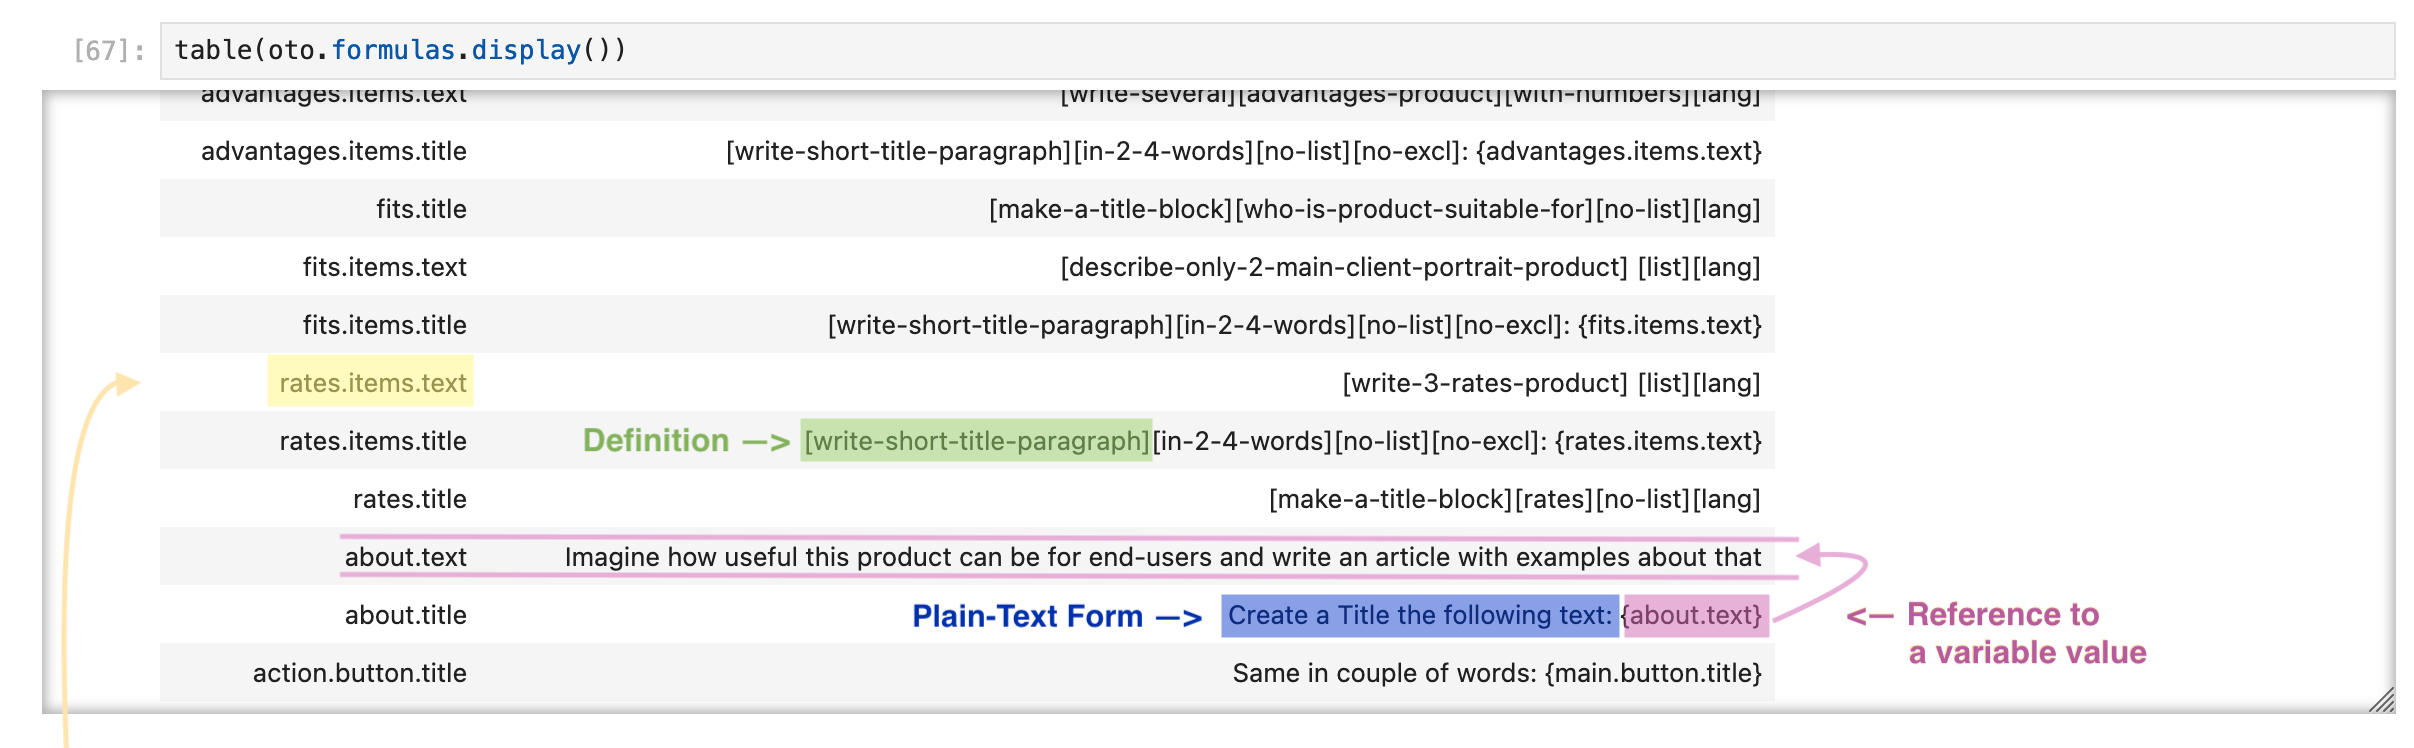 [67]: table(oto.formulas.display())
advantages.items.text [write-several][advantages-product][with-numbers][lang]
advantages.items.title [write-short-title-paragraph][in-2-4-words][no-list][no-excl]: {advantages.items.text}
fits.title [make-a-title-block][who-is-product-suitable-for][no-list][lang]
fits.items.text [describe-only-2-main-client-portrait-product] [list][lang]
fits.items.title [write-short-title-paragraph][in-2-4-words][no-list][no-excl]: {fits.items.text}
rates.items.text [write-3-rates-product] [list][lang]
rates.items.title Definition —> [write-short-title-paragraph][in-2-4-words][no-list][no-excl]: {rates.items.text}
rates.title [make-a-title-block][rates][no-list][lang]
about.text Imagine how useful this product can be for end-users and write an article with examples about that
about.title Plain-Text Form —> Create a Title the following text: {about.text} <— Reference to
a variable value
action.button.title Same in couple of words: {main.button.title}